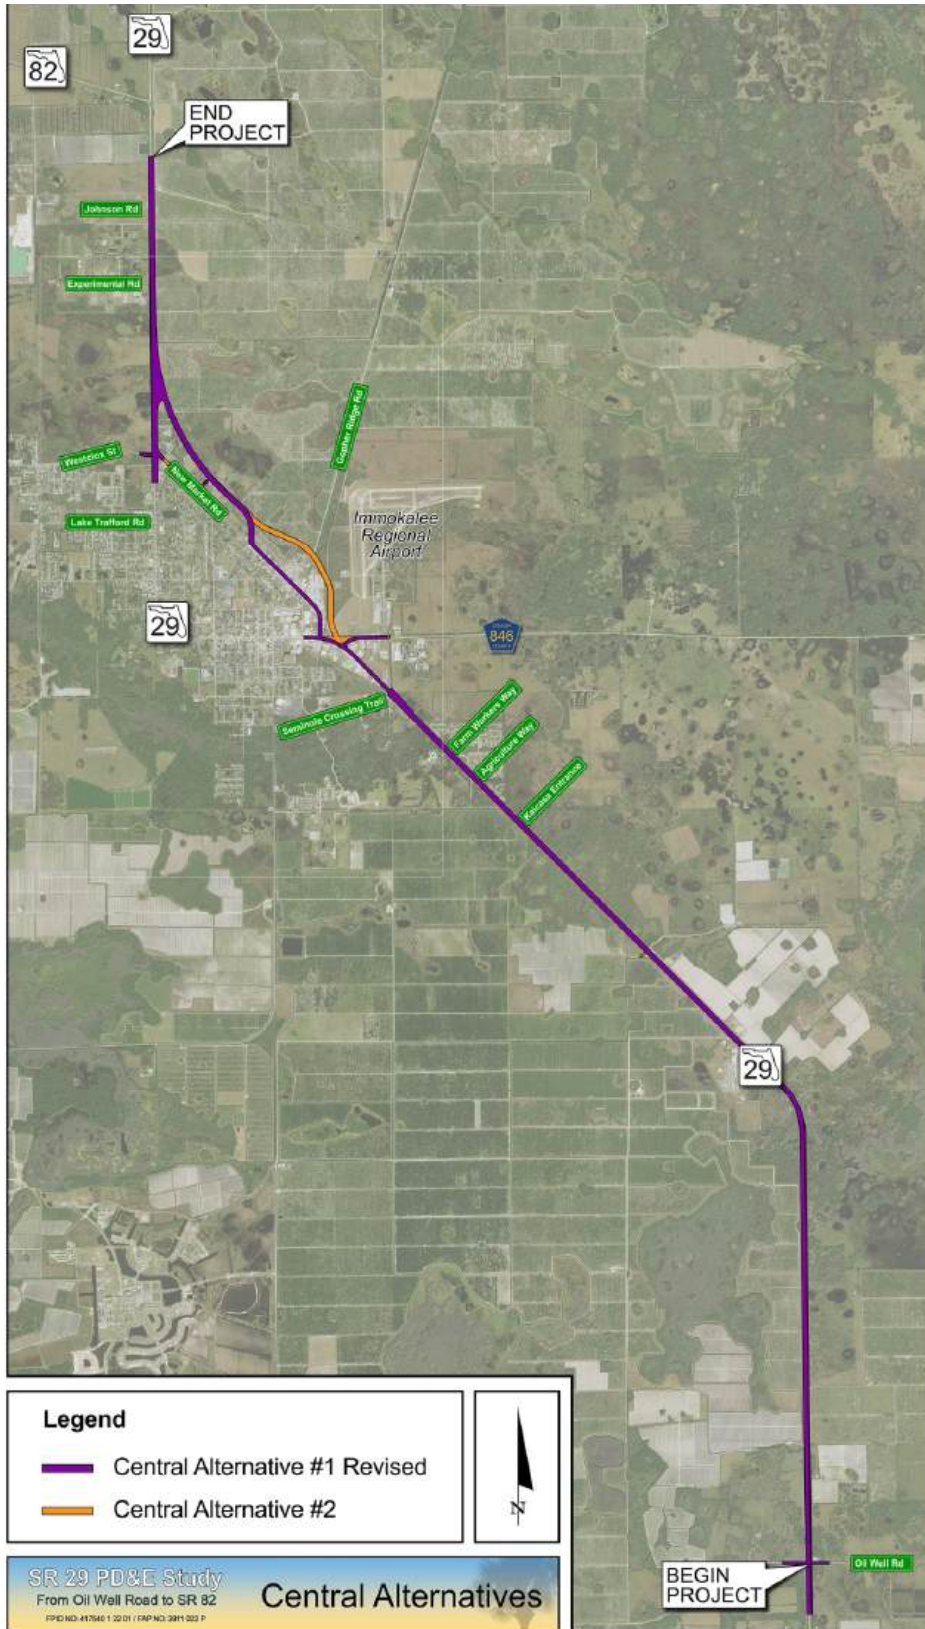 29
82
END
PROJECT
Johnson Rd
Experimental Rd
Gopher Ridge Rd
Westclox St
New Market Rd
Lake Trafford Rd
Immokalee
Regional
Airport
29
846
Seminole Crossing Trail
Farm Workers Way
Agriculture Way
Kaicasa Entrance
29
Legend
Central Alternative #1 Revised
Central Alternative #2
N
BEGIN
PROJECT
Oil Well Rd
SR 29 PD&E Study
From Oil Well Road to SR 82
Central Alternatives